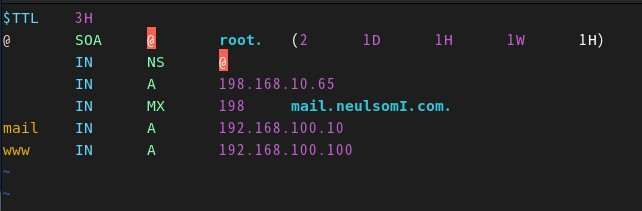 $TTL 3H
@ SOA @ root. (2 1D 1H 1W 1H)
IN NS @
IN A 198.168.10.65
IN MX 198 mail.neulsomI.com.
mail IN A 192.168.100.10
www IN A 192.168.100.100
~
~